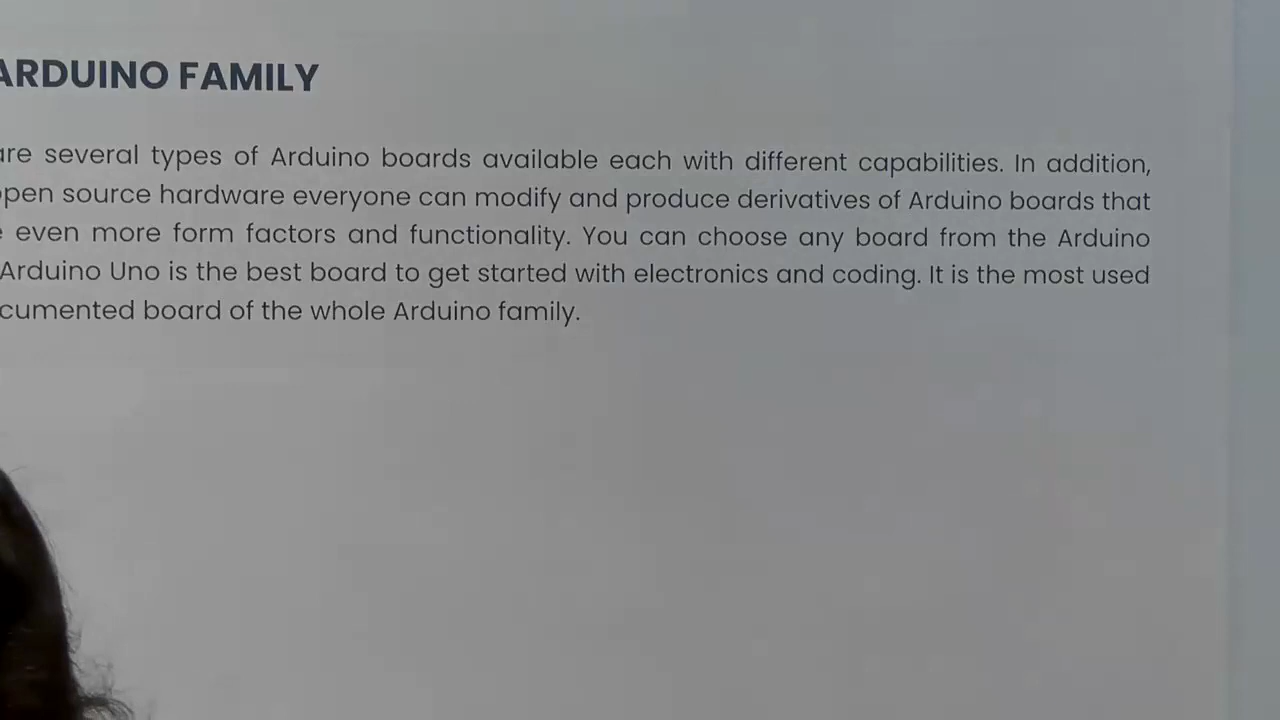 ARDUINO FAMILY
several types of Arduino boards available each with different capabilities. In addition,
source hardware everyone can modify and produce derivatives of Arduino boards that
even more form factors and functionality. You can choose any board from the Arduino
Arduino Uno is the best board to get started with electronics and coding. It is the most used
board of the whole Arduino family.